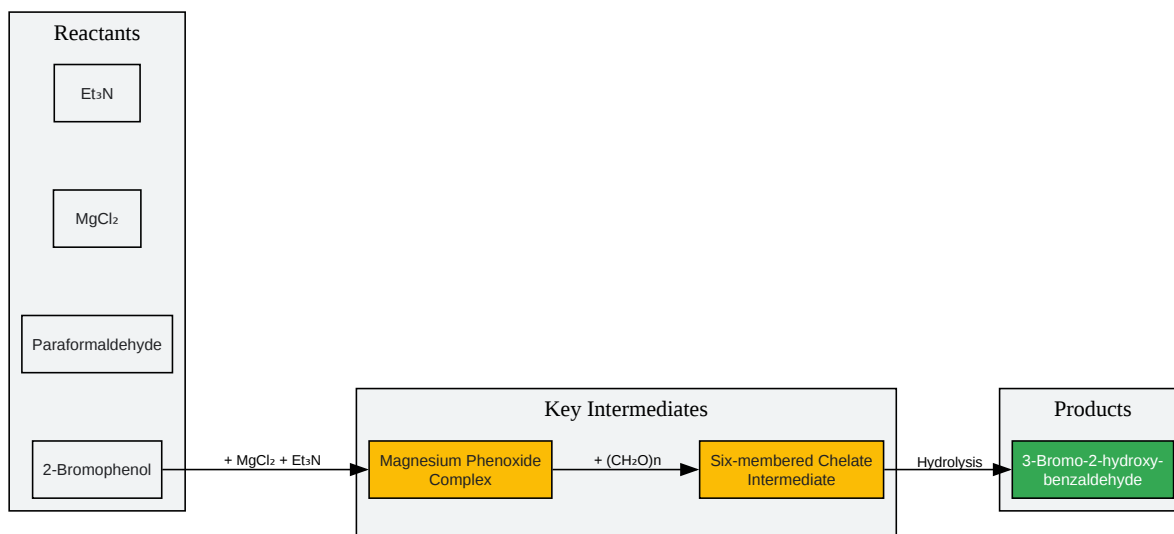 Reactants
Et₃N
MgCl₂
Paraformaldehyde
2-Bromophenol
+ MgCl₂ + Et₃N
Key Intermediates
Magnesium Phenoxide
Complex
+ (CH₂O)n
Six-membered Chelate
Intermediate
Hydrolysis
Products
3-Bromo-2-hydroxy-
benzaldehyde